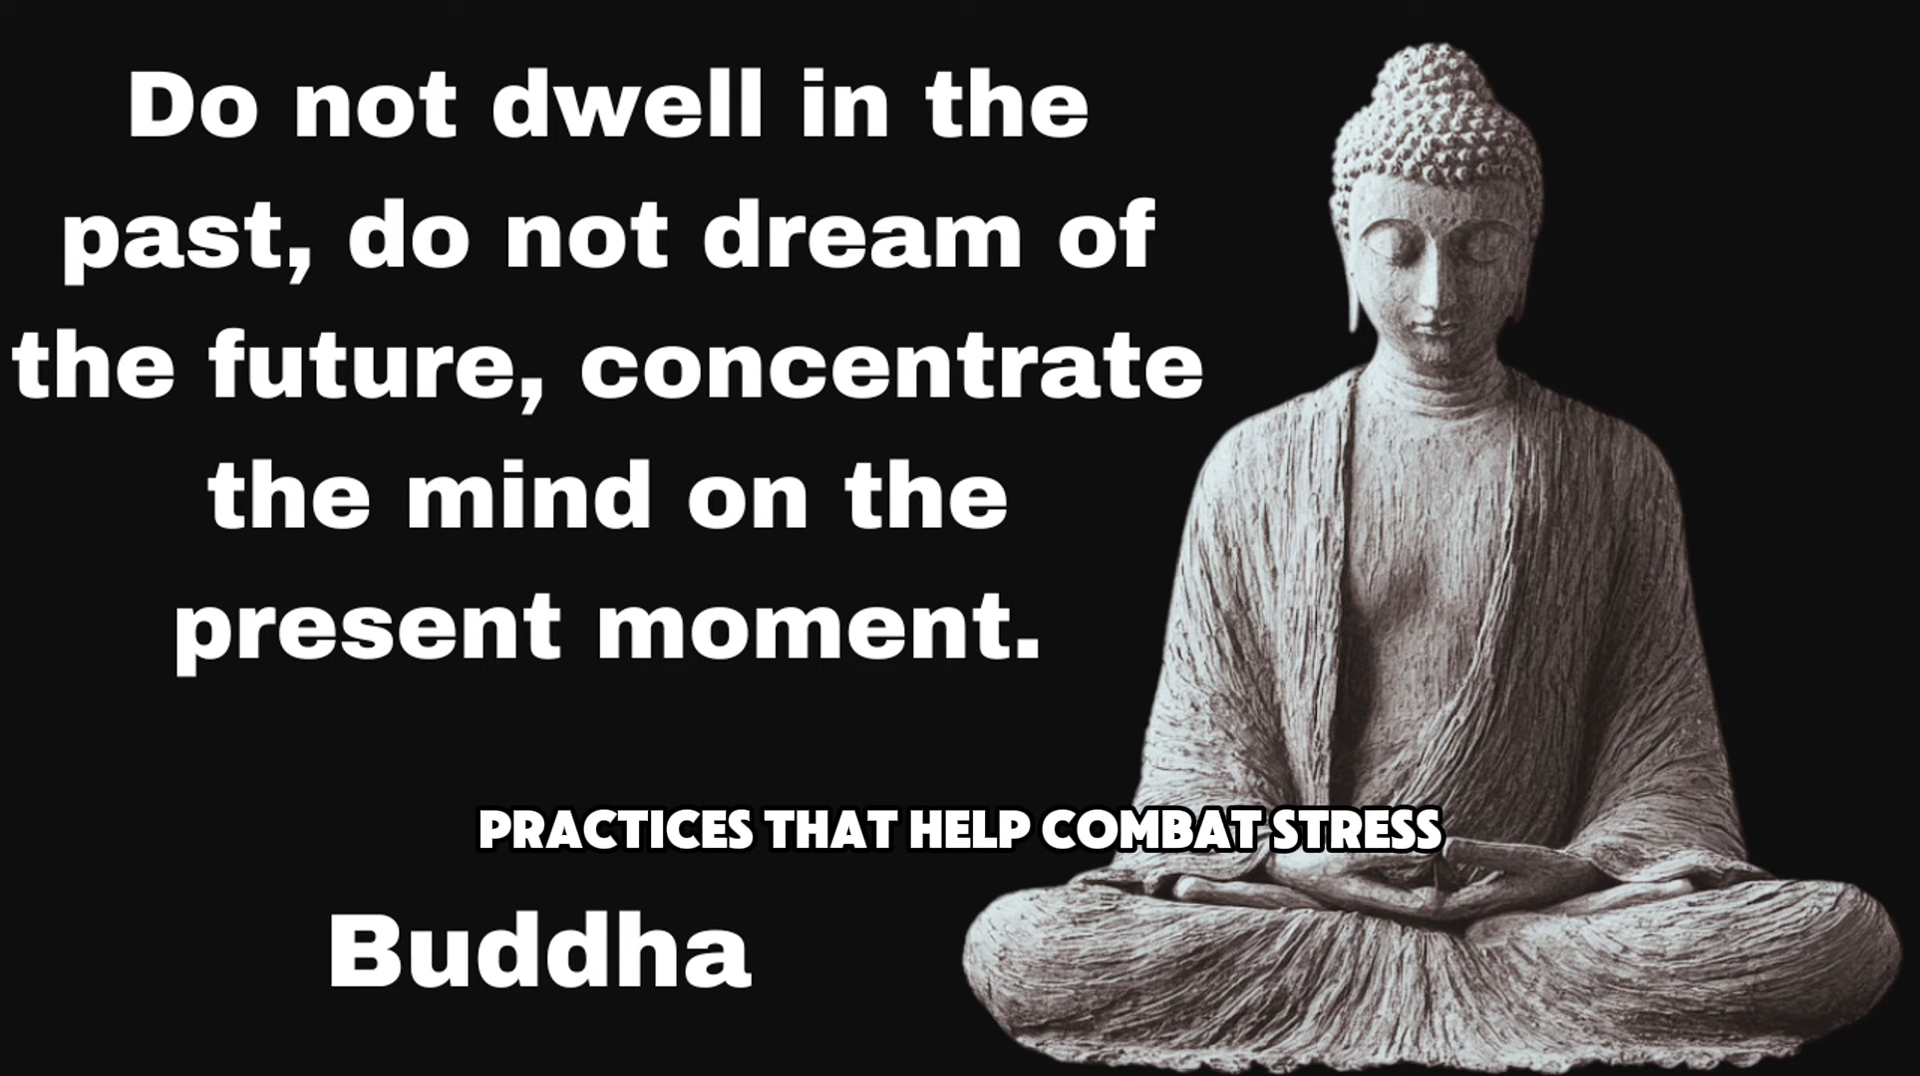 Do not dwell in the
past, do not dream of
the future, concentrate
the mind on the
present moment.
PRACTICES THAT HELP COMBAT STRESS
Buddha